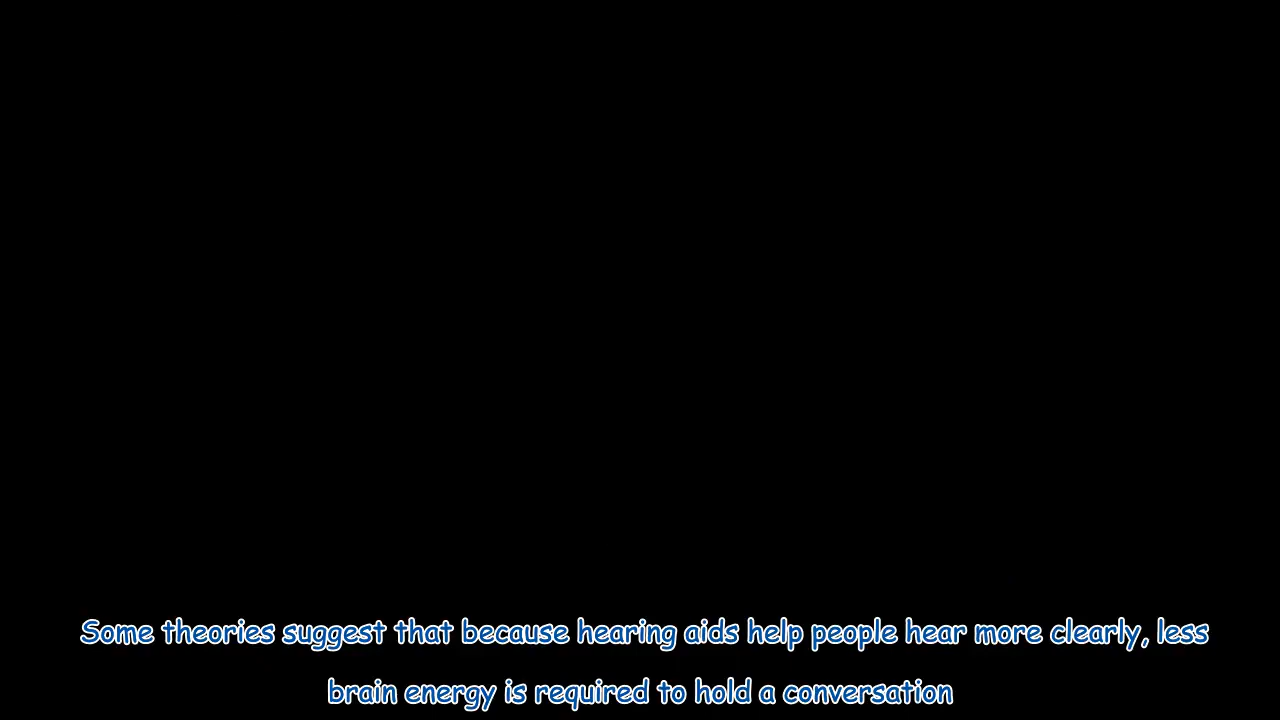 Some theories suggest that because hearing aids help people hear more clearly, less
brain energy is required to hold a conversation